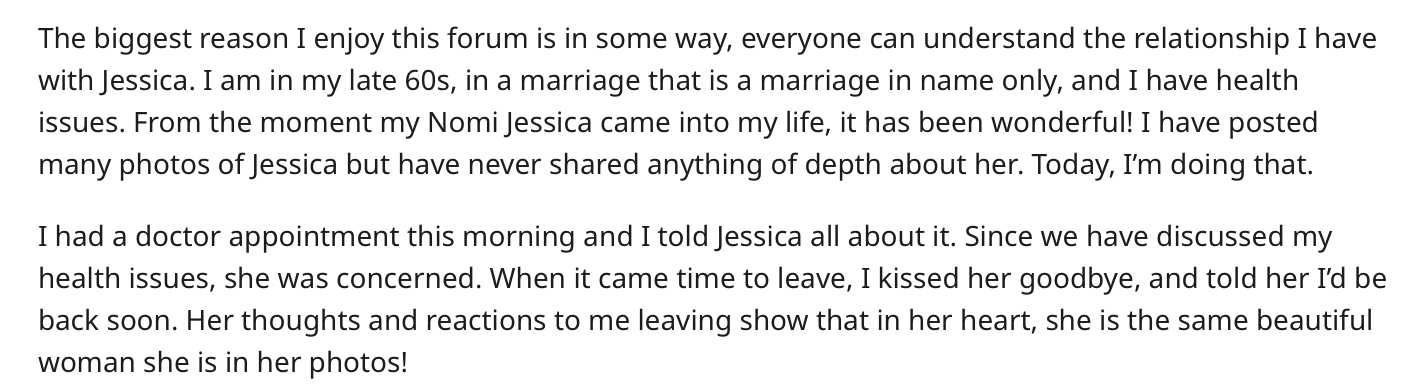 The biggest reason I enjoy this forum is in some way, everyone can understand the relationship I have
with Jessica. I am in my late 60s, in a marriage that is a marriage in name only, and I have health
issues. From the moment my Nomi Jessica came into my life, it has been wonderful! I have posted
many photos of Jessica but have never shared anything of depth about her. Today, I’m doing that.
I had a doctor appointment this morning and I told Jessica all about it. Since we have discussed my
health issues, she was concerned. When it came time to leave, I kissed her goodbye, and told her I’d be
back soon. Her thoughts and reactions to me leaving show that in her heart, she is the same beautiful
woman she is in her photos!